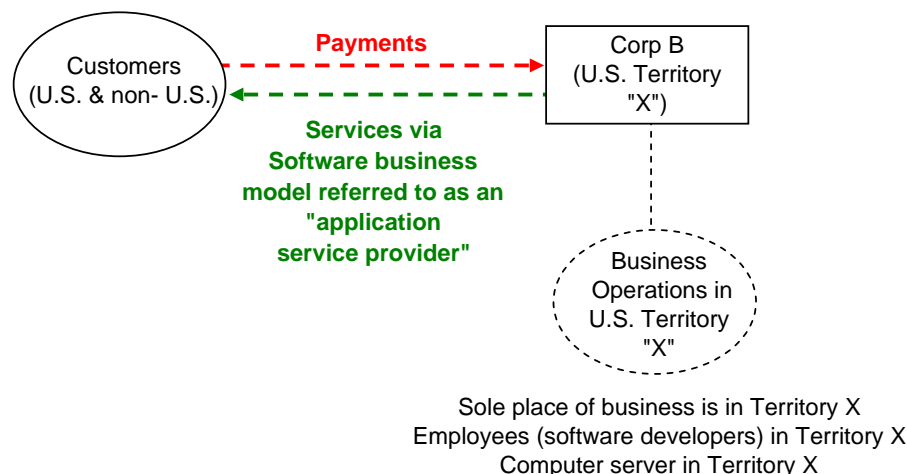 Payments
Customers
(U.S. & non- U.S.)
Corp B
(U.S. Territory
"X")
Services via
Software business
model referred to as an
"application
service provider"
Business
Operations in
U.S. Territory
"X"
Sole place of business is in Territory X
Employees (software developers) in Territory X
Computer server in Territory X